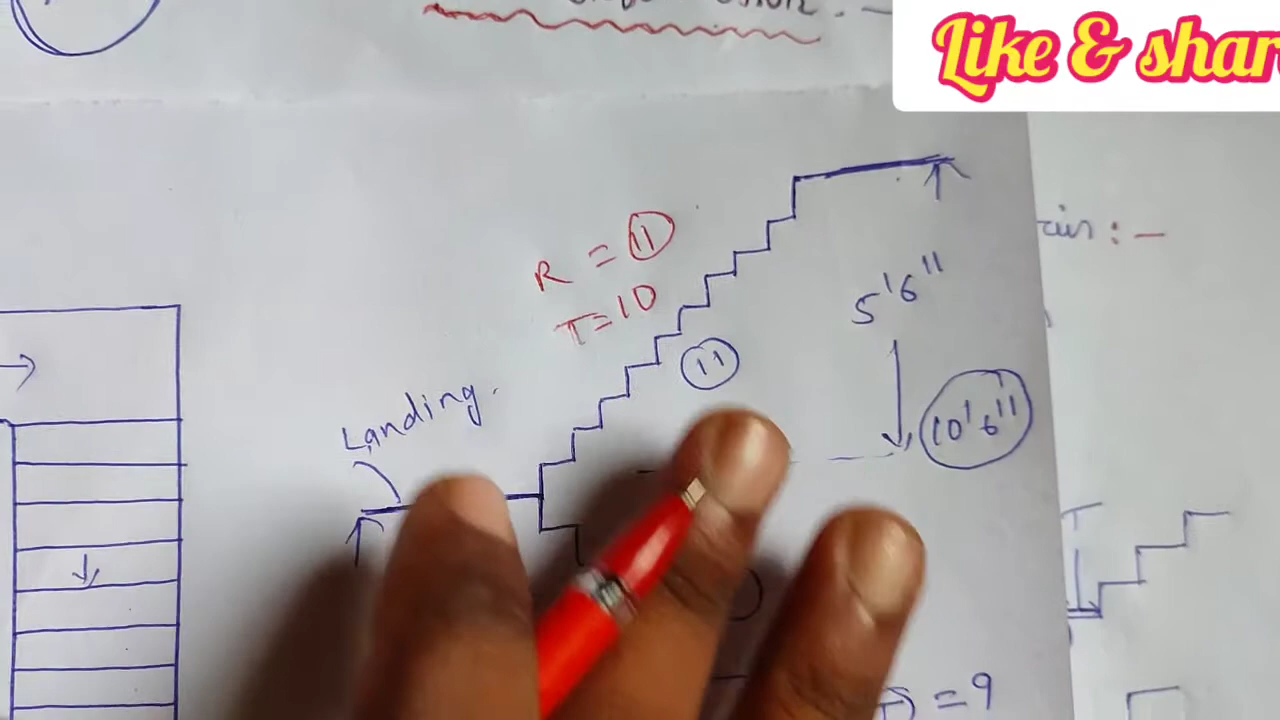 Like & shar
R = 11
T = 10
5'6"
11
10'6"
Landing.
= 9